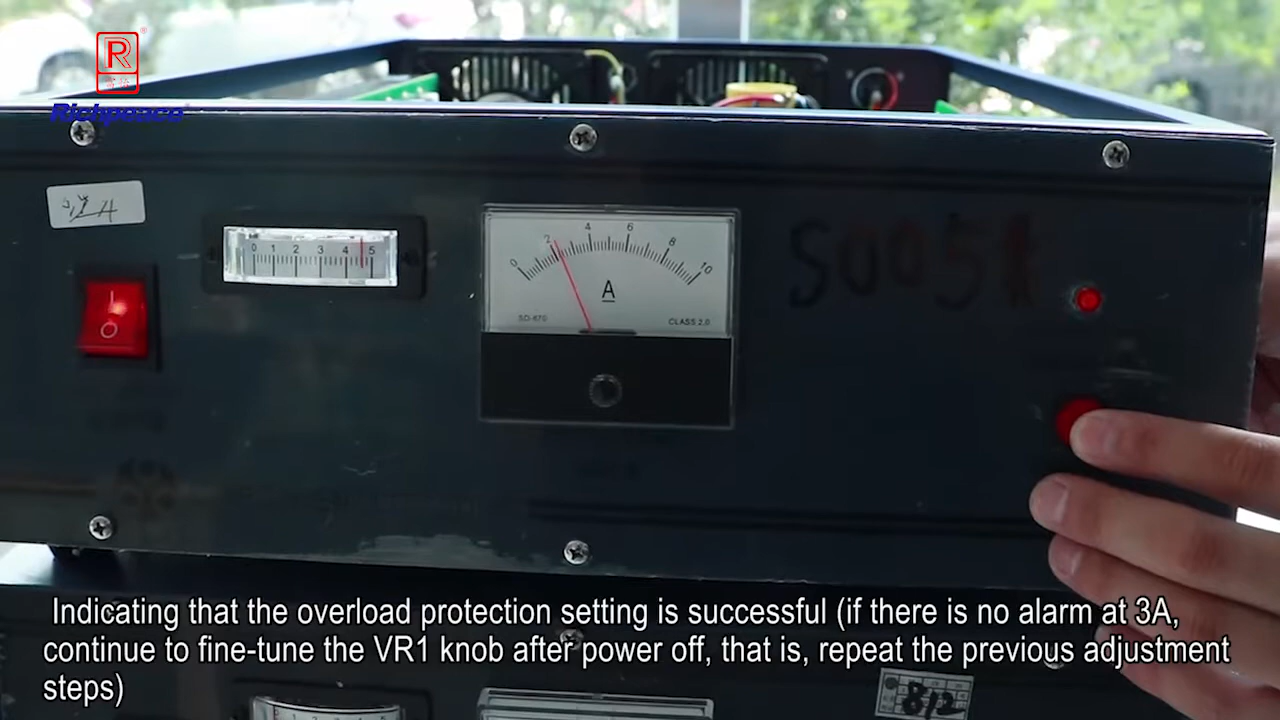 R
Richpeace
0 1 2 3 4 5
0 2 4 6 8 10
A
SD-670
CLASS 2.0
S005
Indicating that the overload protection setting is successful (if there is no alarm at 3A,
continue to fine-tune the VR1 knob after power off, that is, repeat the previous adjustment
steps)
812